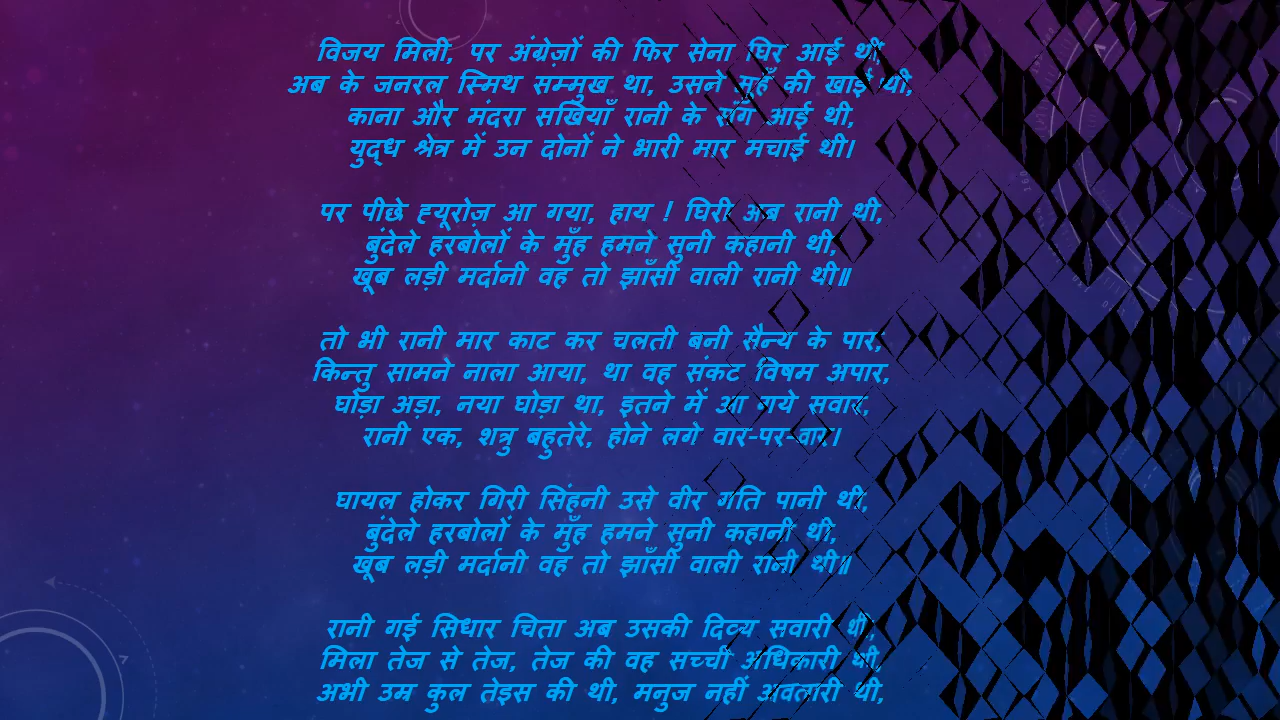 विजय मिली, पर अंग्रेज़ों की फिर सेना घिर आई थी,
अब के जनरल स्मिथ सम्मुख था, उसने मुहँ की खाई थी,
काना और मंदरा सखियाँ रानी के संग आई थी,
युद्ध श्रेत्र में उन दोनों ने भारी मार मचाई थी।
पर पीछे ह्यूरोज़ आ गया, हाय ! घिरी अब रानी थी,
बुंदेले हरबोलों के मुँह हमने सुनी कहानी थी,
खूब लड़ी मर्दानी वह तो झाँसी वाली रानी थी॥
तो भी रानी मार काट कर चलती बनी सैन्य के पार,
किन्तु सामने नाला आया, था वह संकट विषम अपार,
घोड़ा अड़ा, नया घोड़ा था, इतने में आ गये सवार,
रानी एक, शत्रु बहुतेरे, होने लगे वार-पर-वार।
घायल होकर गिरी सिंहनी उसे वीर गति पानी थी,
बुंदेले हरबोलों के मुँह हमने सुनी कहानी थी,
खूब लड़ी मर्दानी वह तो झाँसी वाली रानी थी॥
रानी गई सिधार चिता अब उसकी दिव्य सवारी थी,
मिला तेज से तेज, तेज की वह सच्ची अधिकारी थी,
अभी उम्र कुल तेइस की थी, मनुज नहीं अवतारी थी,